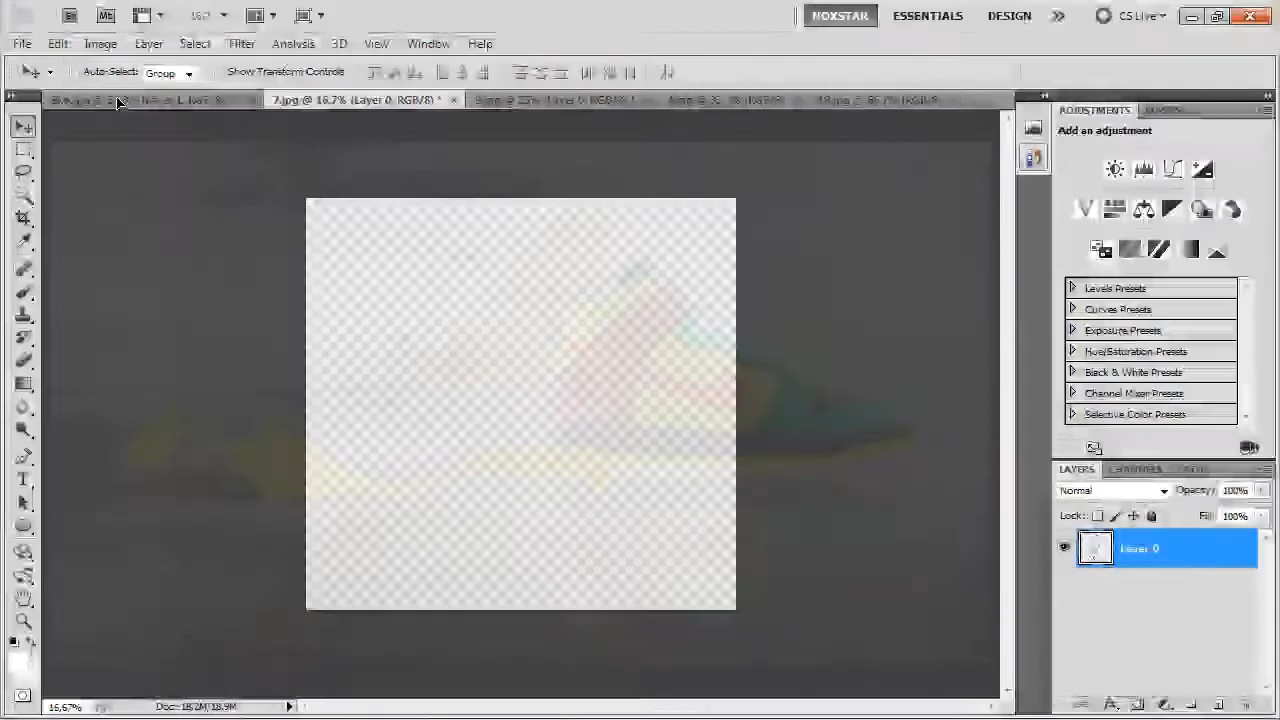 Mb
NOXSTAR ESSENTIALS DESIGN CS Live
File Edit Image Layer Select Filter Analysis 3D View Window Help
Auto-Select: Group Show Transform Controls
7.jpg @ 16.7% (Layer 0, RGB/8) *
ADJUSTMENTS
Add an adjustment
Levels Presets
Curves Presets
Exposure Presets
Hue/Saturation Presets
Black & White Presets
Channel Mixer Presets
Selective Color Presets
LAYERS CHANNELS PATHS
Normal Opacity: 100%
Lock: Fill: 100%
Layer 0
16.67% Doc: 18.2M/18.9M